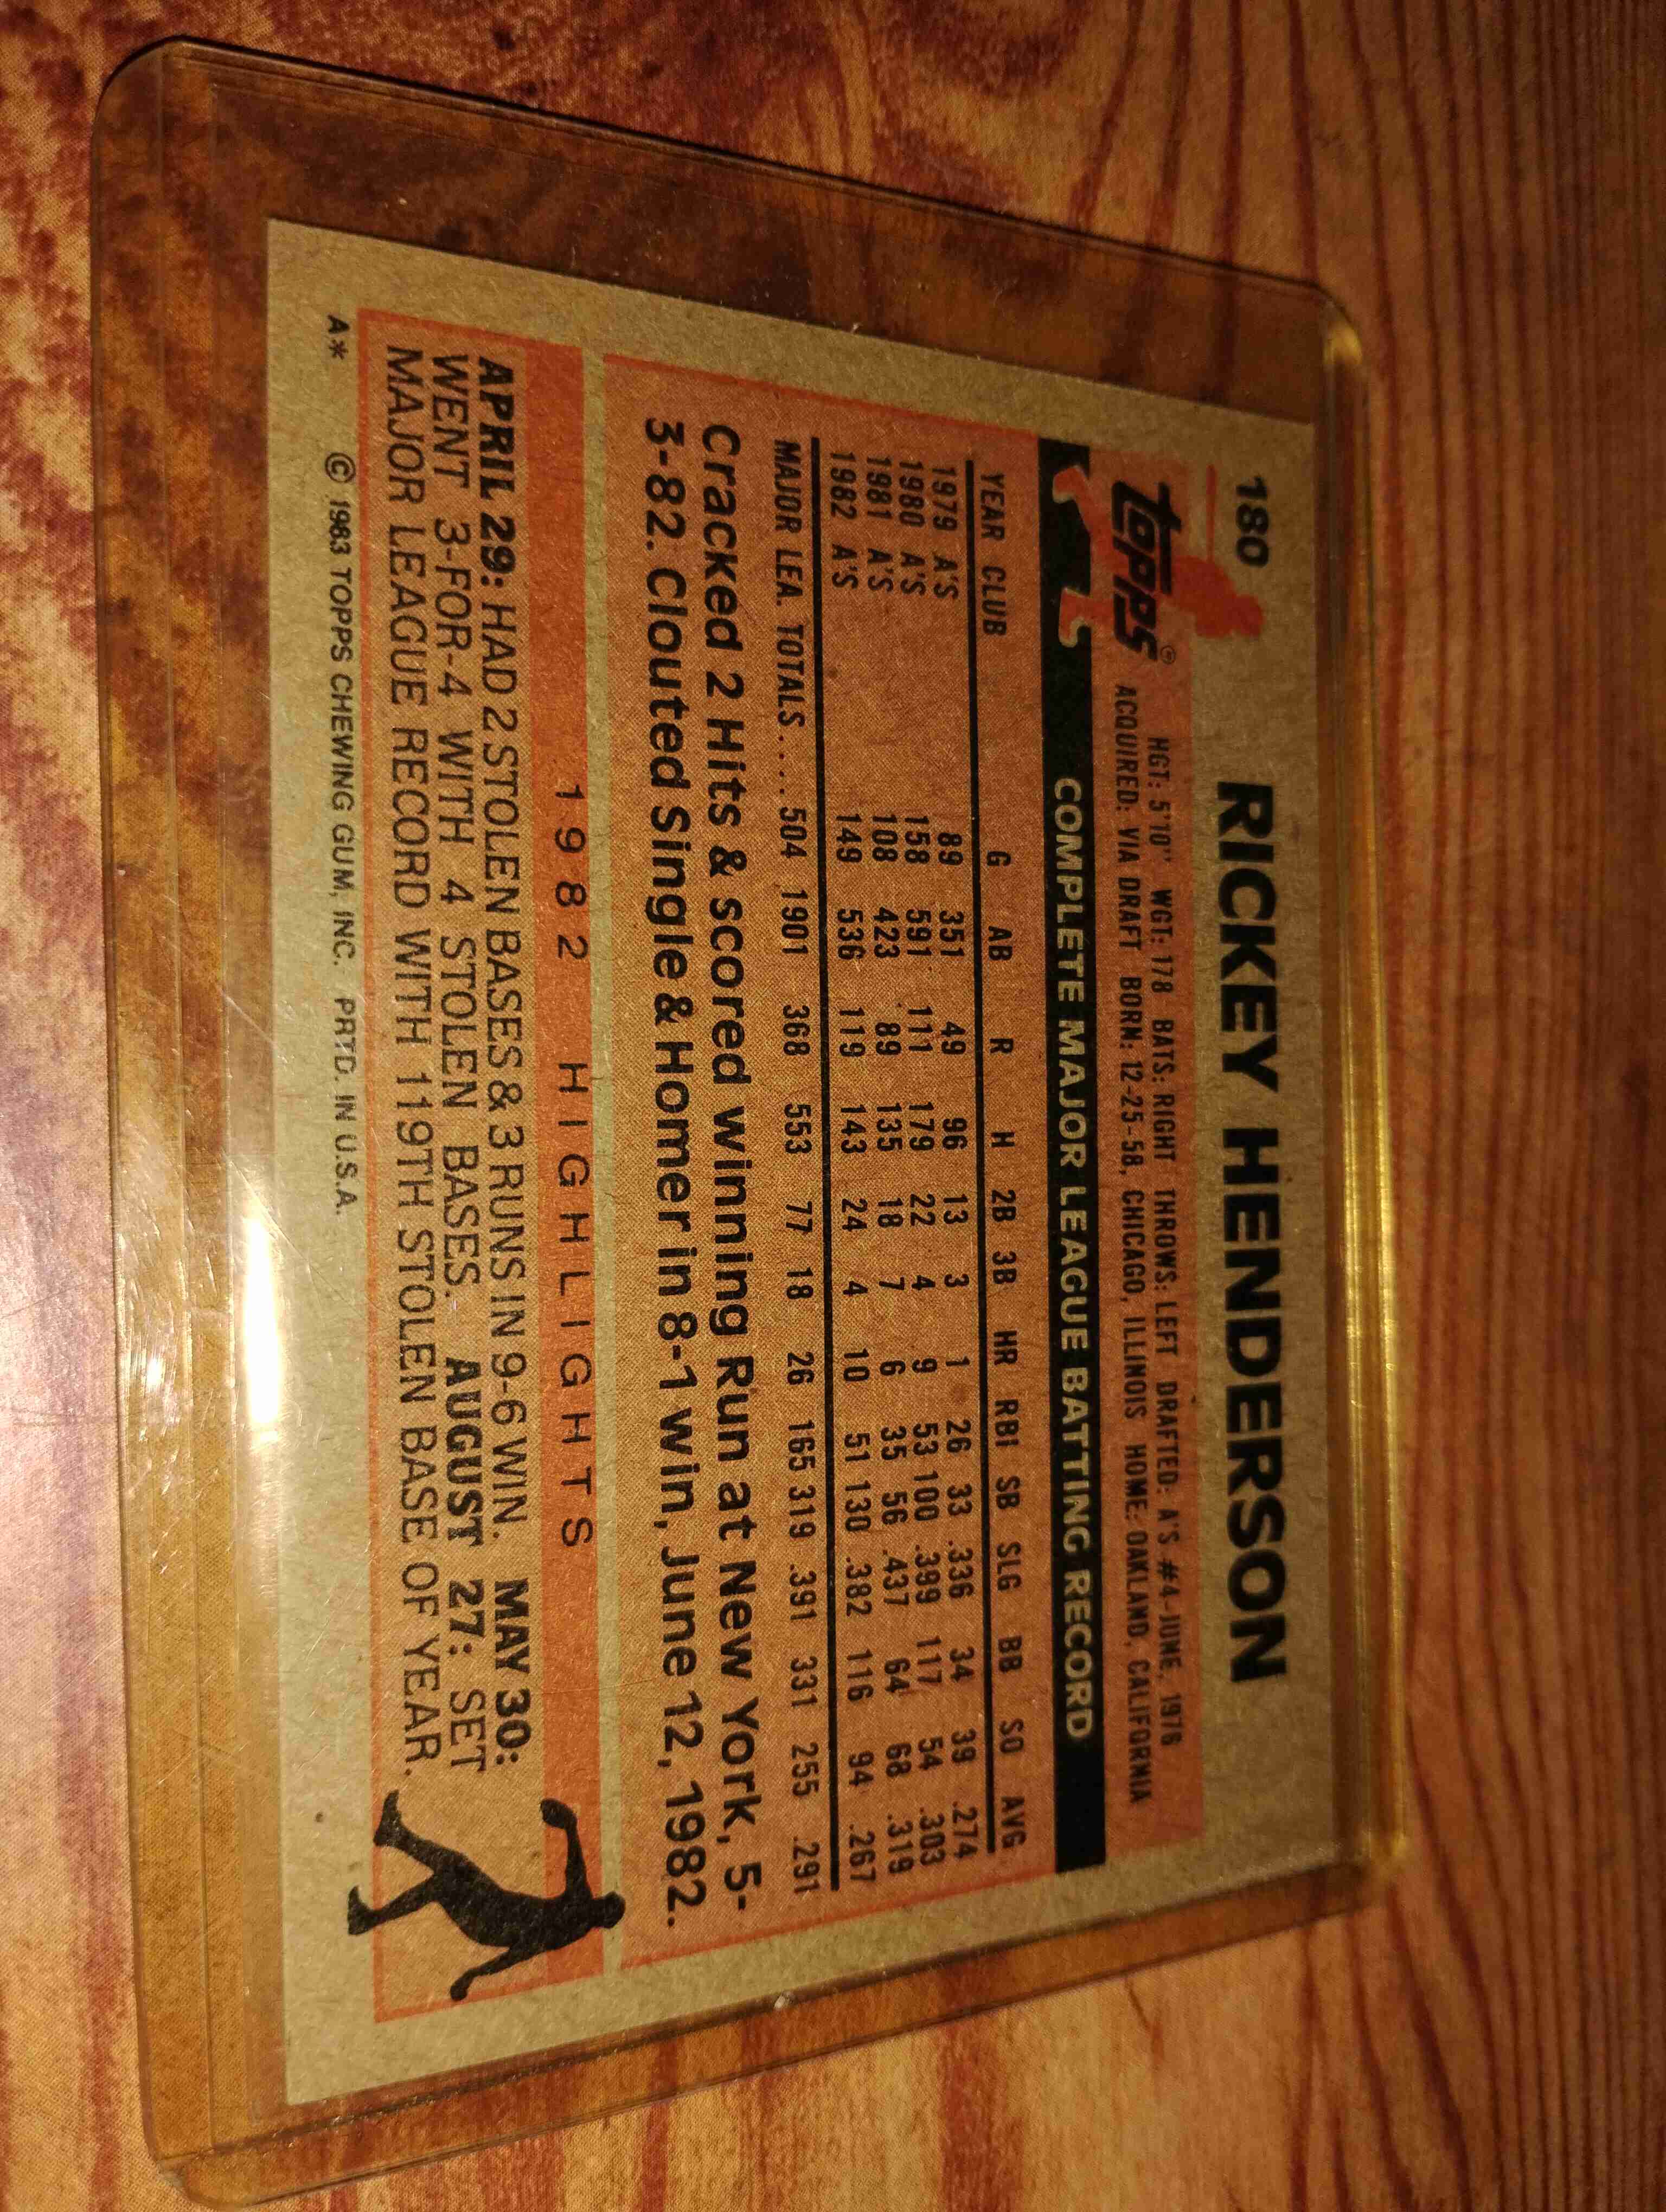 180
RICKEY HENDERSON
TOPPS®
HGT: 5'10" WGT: 178 BATS: RIGHT THROWS: LEFT DRAFTED: A'S #4-JUNE, 1976
ACQUIRED: VIA DRAFT BORN: 12-25-58, CHICAGO, ILLINOIS HOME: OAKLAND, CALIFORNIA
COMPLETE MAJOR LEAGUE BATTING RECORD
YEAR CLUB G AB R H 2B 3B HR RBI SB SLG BB SO AVG
1979 A'S 89 351 49 96 13 3 1 26 33 .336 34 39 .274
1980 A'S 158 591 111 179 22 4 9 53 100 .399 117 54 .303
1981 A'S 108 423 89 135 18 7 6 35 56 .437 64 68 .319
1982 A'S 149 536 119 143 24 4 10 51 130 .382 116 94 .267
MAJOR LEA. TOTALS.... 504 1901 368 553 77 18 26 165 319 .391 331 255 .291
Cracked 2 Hits & scored winning Run at New York, 5-
3-82. Clouted Single & Homer in 8-1 win, June 12, 1982.
1982 HIGHLIGHTS
APRIL 29: HAD 2 STOLEN BASES & 3 RUNS IN 9-6 WIN. MAY 30:
WENT 3-FOR-4 WITH 4 STOLEN BASES. AUGUST 27: SET
MAJOR LEAGUE RECORD WITH 119TH STOLEN BASE OF YEAR.
A* © 1983 TOPPS CHEWING GUM, INC. PRTD. IN U.S.A.